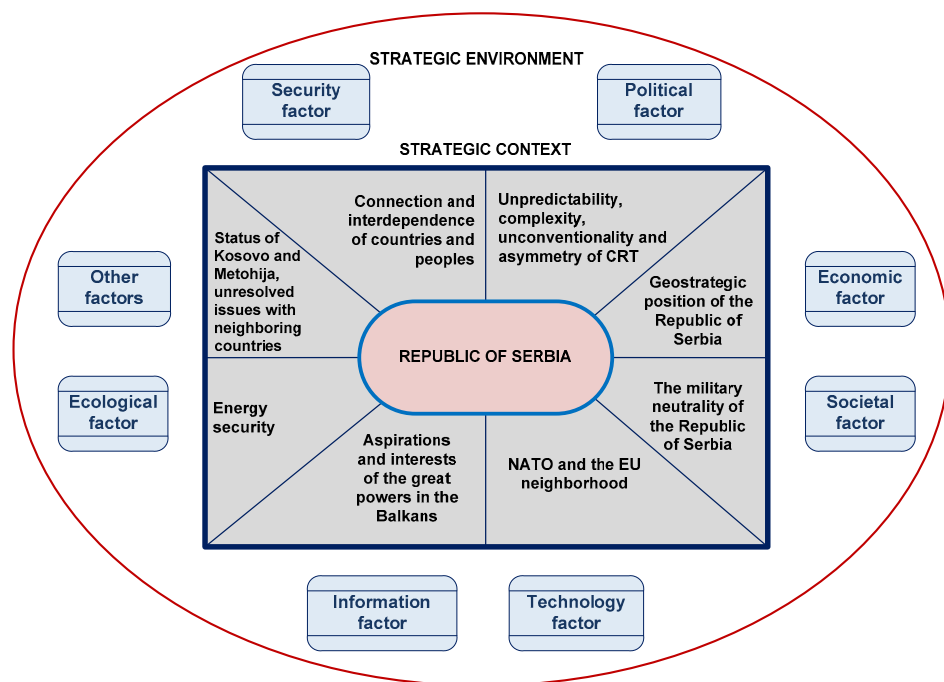 STRATEGIC ENVIRONMENT
Security
factor
Political
factor
STRATEGIC CONTEXT
Connection and
interdependence
of countries and
peoples
Unpredictability,
complexity,
unconventionality and
asymmetry of CRT
Status of
Kosovo and
Metohija,
unresolved
issues with
neighboring
countries
Geostrategic
position of the
Republic of
Serbia
Other
factors
Economic
factor
REPUBLIC OF SERBIA
Ecological
factor
Energy
security
The military
neutrality of
the Republic
of Serbia
Societal
factor
Aspirations
and interests
of the great
powers in the
Balkans
NATO and the EU
neighborhood
Information
factor
Technology
factor